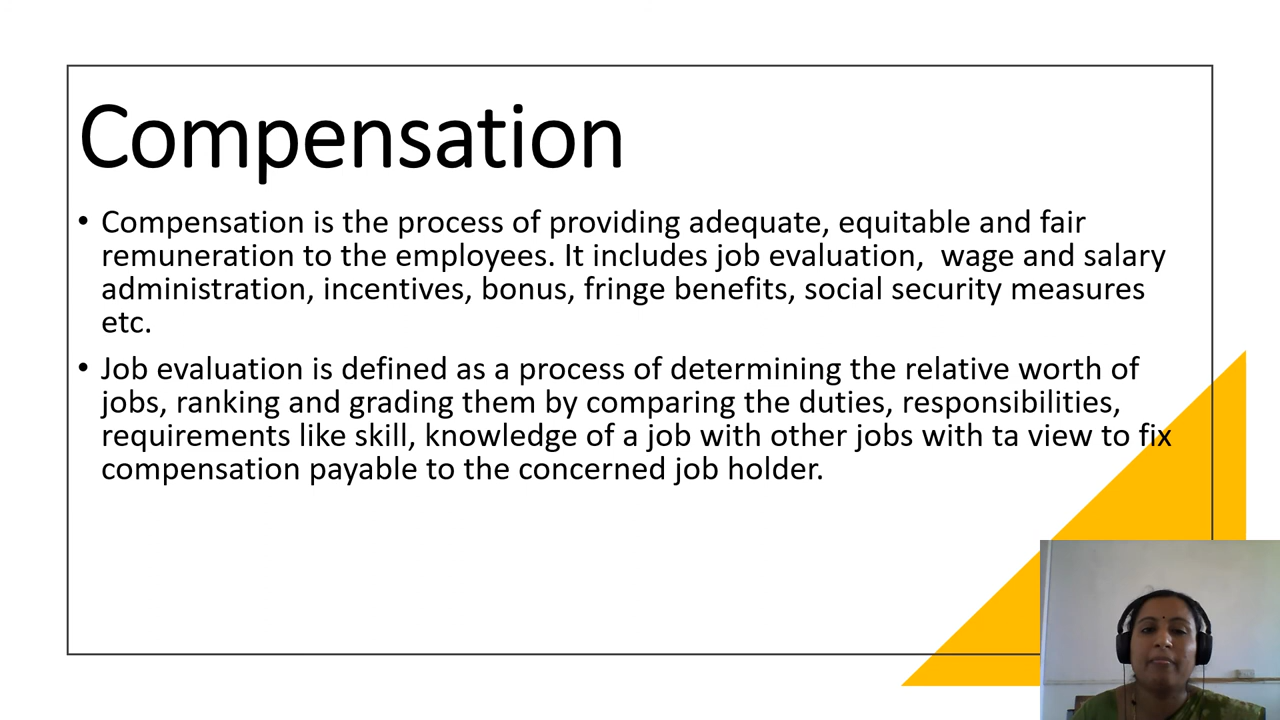 Compensation
• Compensation is the process of providing adequate, equitable and fair
remuneration to the employees. It includes job evaluation,  wage and salary
administration, incentives, bonus, fringe benefits, social security measures
etc.
• Job evaluation is defined as a process of determining the relative worth of
jobs, ranking and grading them by comparing the duties, responsibilities,
requirements like skill, knowledge of a job with other jobs with ta view to fix
compensation payable to the concerned job holder.